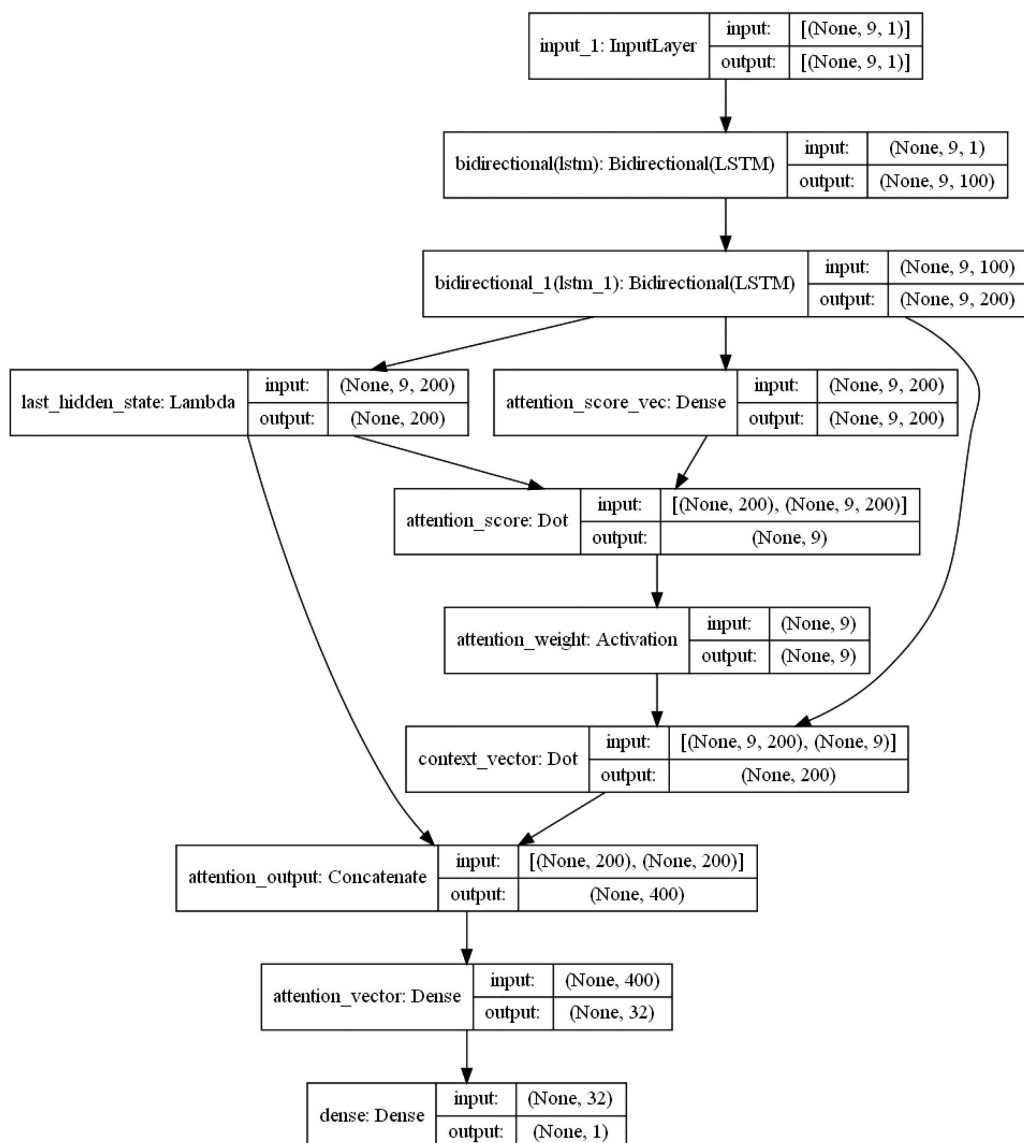 input_1: InputLayer
input: [(None, 9, 1)]
output: [(None, 9, 1)]
bidirectional(lstm): Bidirectional(LSTM)
input: (None, 9, 1)
output: (None, 9, 100)
bidirectional_1(lstm_1): Bidirectional(LSTM)
input: (None, 9, 100)
output: (None, 9, 200)
last_hidden_state: Lambda
input: (None, 9, 200)
output: (None, 200)
attention_score_vec: Dense
input: (None, 9, 200)
output: (None, 9, 200)
attention_score: Dot
input: [(None, 200), (None, 9, 200)]
output: (None, 9)
attention_weight: Activation
input: (None, 9)
output: (None, 9)
context_vector: Dot
input: [(None, 9, 200), (None, 9)]
output: (None, 200)
attention_output: Concatenate
input: [(None, 200), (None, 200)]
output: (None, 400)
attention_vector: Dense
input: (None, 400)
output: (None, 32)
dense: Dense
input: (None, 32)
output: (None, 1)